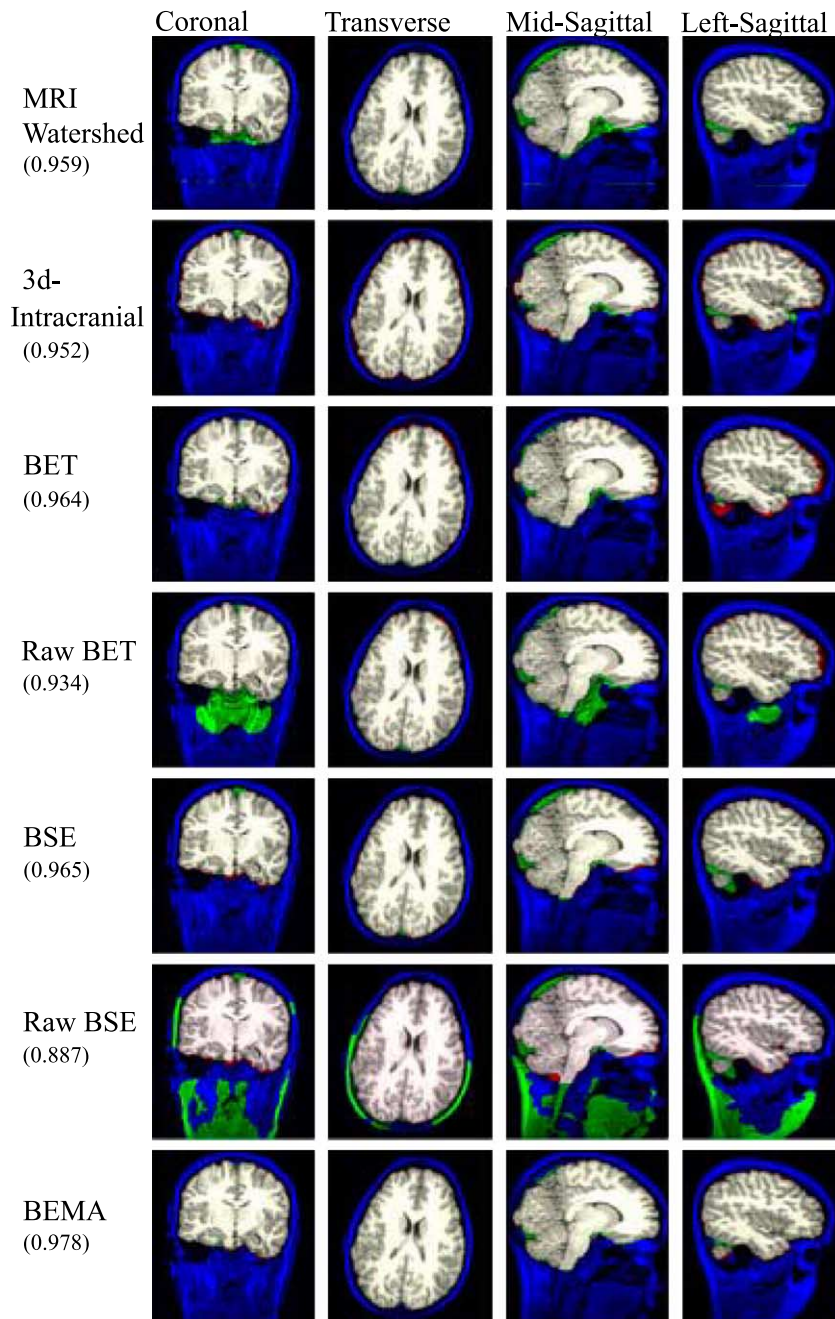 Coronal Transverse Mid-Sagittal Left-Sagittal
MRI
Watershed
(0.959)
3d-
Intracranial
(0.952)
BET
(0.964)
Raw BET
(0.934)
BSE
(0.965)
Raw BSE
(0.887)
BEMA
(0.978)